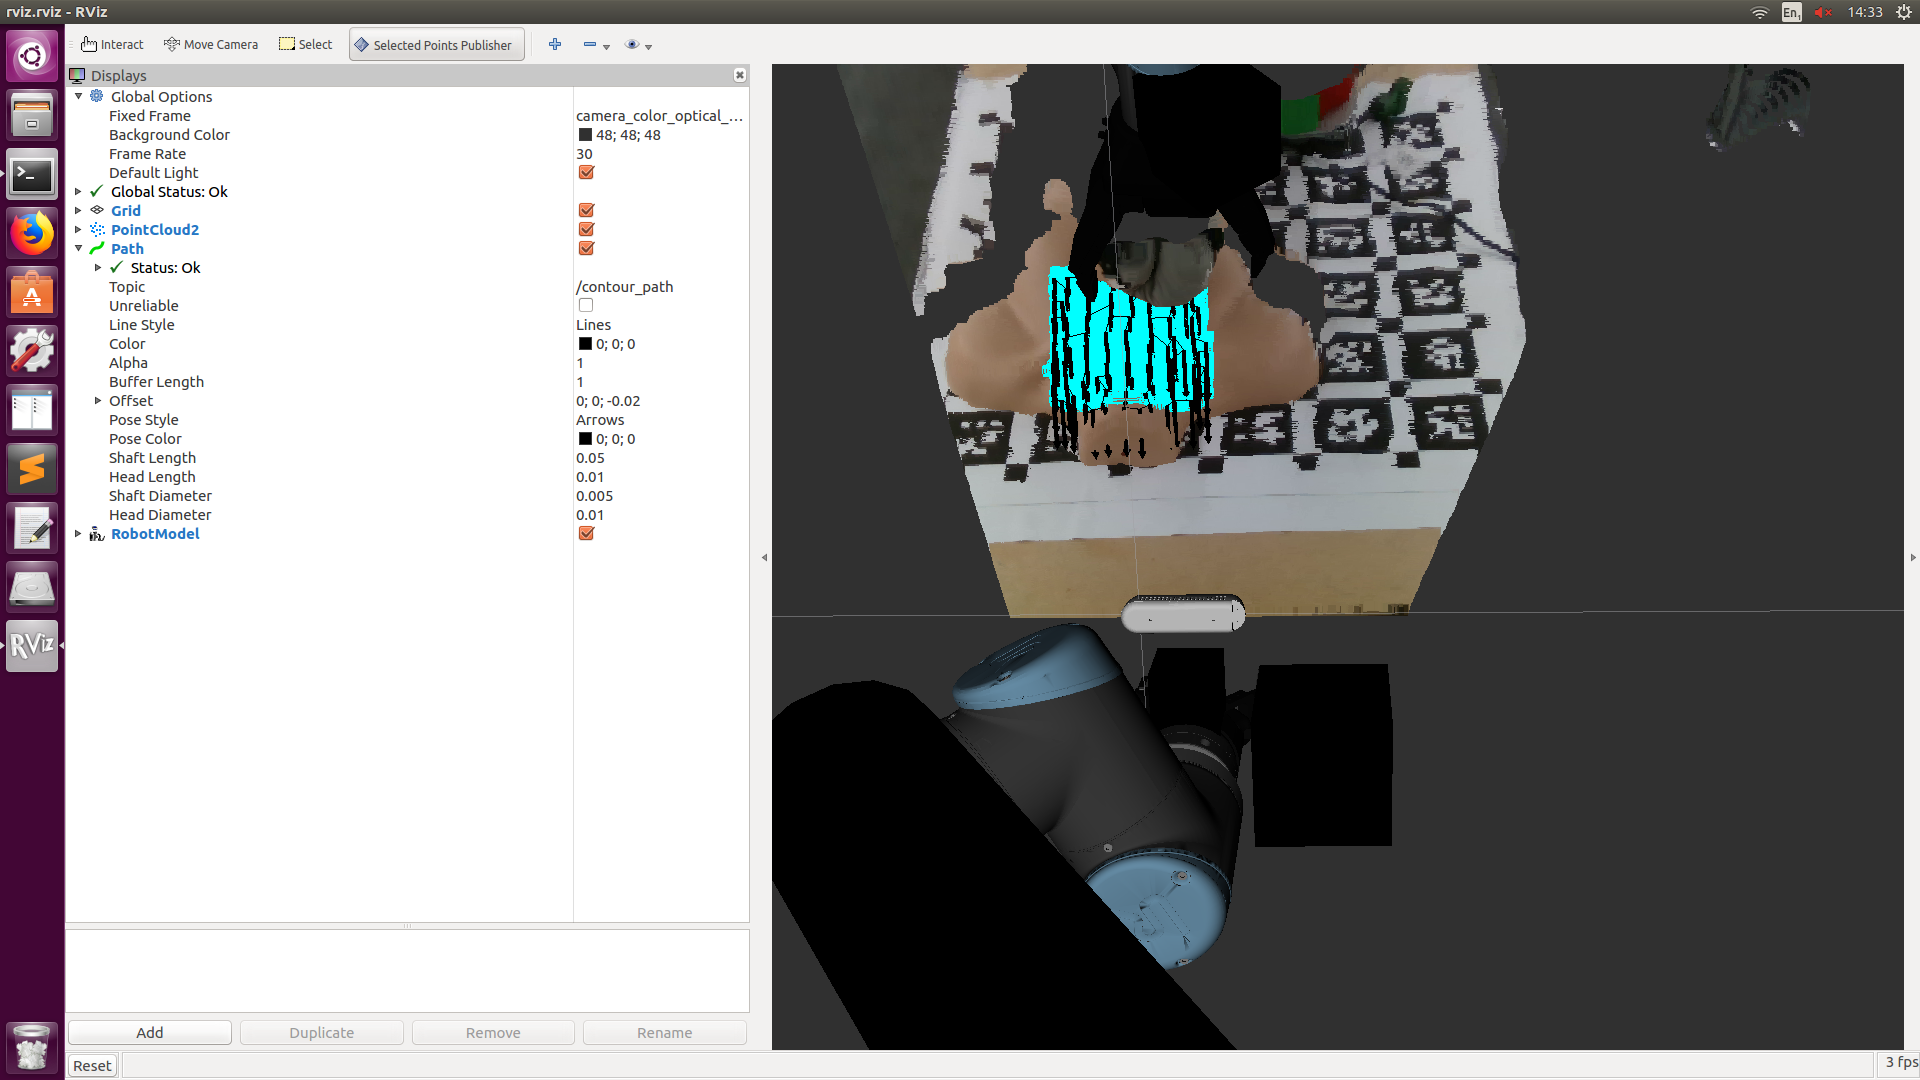 rviz.rviz - RViz
En1
14:33
Interact
Move Camera
Select
Selected Points Publisher
Displays
Global Options
Fixed Frame camera_color_optical_...
Background Color 48; 48; 48
Frame Rate 30
Default Light
Global Status: Ok
Grid
PointCloud2
Path
Status: Ok
Topic /contour_path
Unreliable
Line Style Lines
Color 0; 0; 0
Alpha 1
Buffer Length 1
Offset 0; 0; -0.02
Pose Style Arrows
Pose Color 0; 0; 0
Shaft Length 0.05
Head Length 0.01
Shaft Diameter 0.005
Head Diameter 0.01
RobotModel
RViz
Add
Duplicate
Remove
Rename
Reset
3 fps